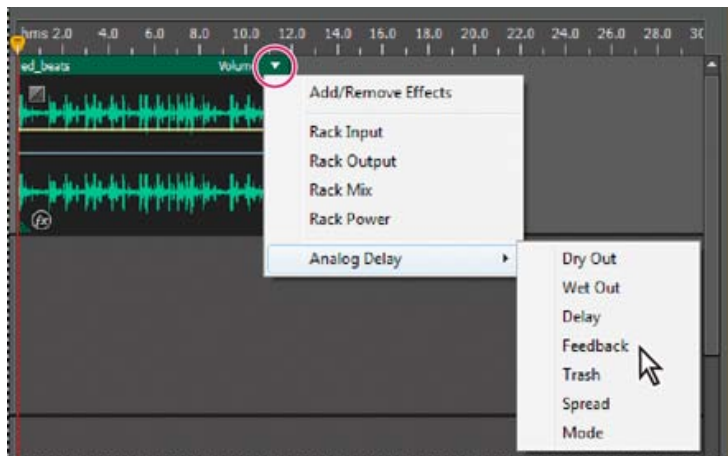 hms 2.0 4.0 6.0 8.0 10.0 12.0 14.0 16.0 18.0 20.0 22.0 24.0 26.0 28.0 30
ed_beats Volume
Add/Remove Effects
Rack Input
Rack Output
Rack Mix
Rack Power
Analog Delay
Dry Out
Wet Out
Delay
Feedback
Trash
Spread
Mode
fx